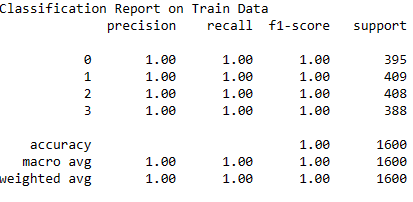 Classification Report on Train Data
precision recall f1-score support
0 1.00 1.00 1.00 395
1 1.00 1.00 1.00 409
2 1.00 1.00 1.00 408
3 1.00 1.00 1.00 388
accuracy 1.00 1600
macro avg 1.00 1.00 1.00 1600
weighted avg 1.00 1.00 1.00 1600